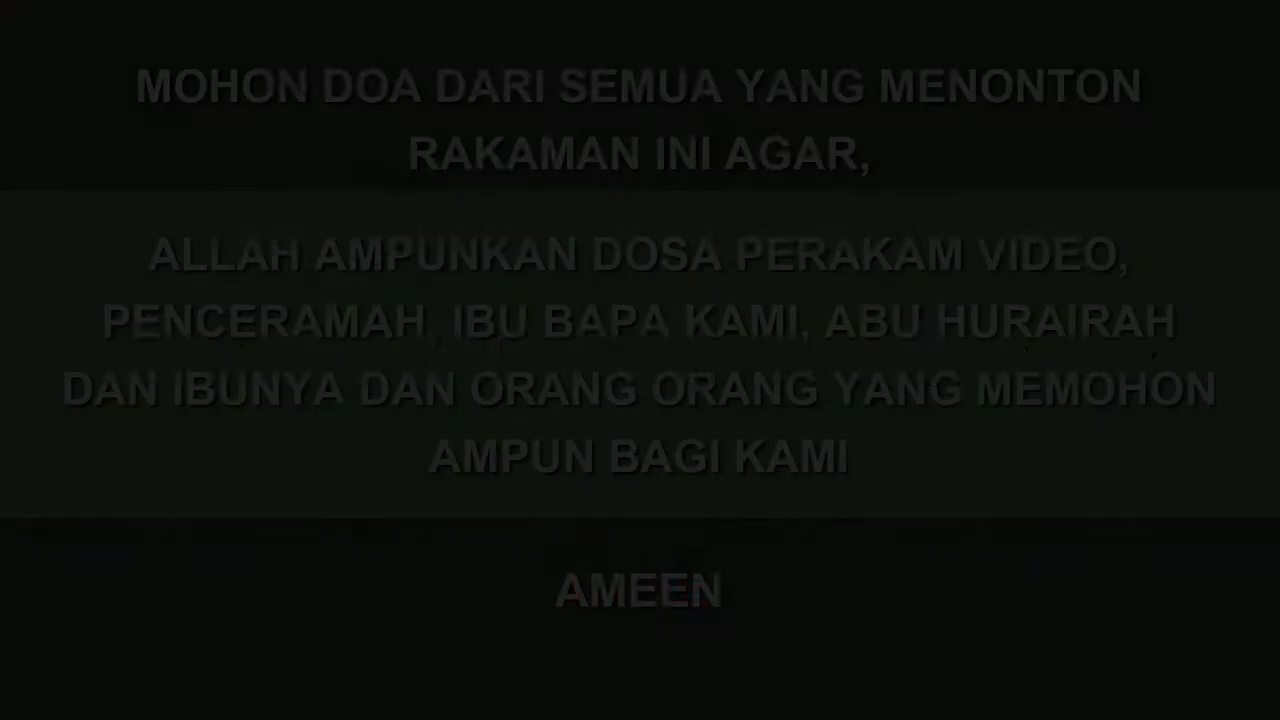 MOHON DOA DARI SEMUA YANG MENONTON
RAKAMAN INI AGAR,
ALLAH AMPUNKAN DOSA PERAKAM VIDEO,
PENCERAMAH, IBU BAPA KAMI, ABU HURAIRAH
DAN IBUNYA DAN ORANG ORANG YANG MEMOHON
AMPUN BAGI KAMI
AMEEN